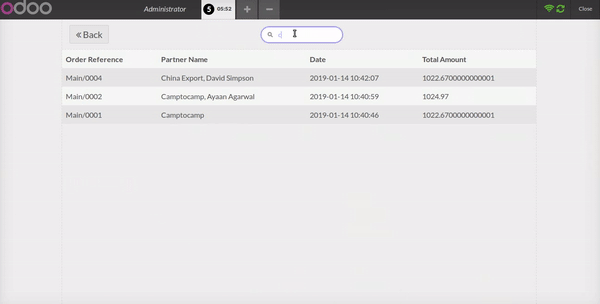 odoo
Administrator
5 05:52
+ −
Close
« Back
c
Order Reference Partner Name Date Total Amount
Main/0004 China Export, David Simpson 2019-01-14 10:42:07 1022.6700000000001
Main/0002 Camptocamp, Ayaan Agarwal 2019-01-14 10:40:59 1024.97
Main/0001 Camptocamp 2019-01-14 10:40:46 1022.6700000000001